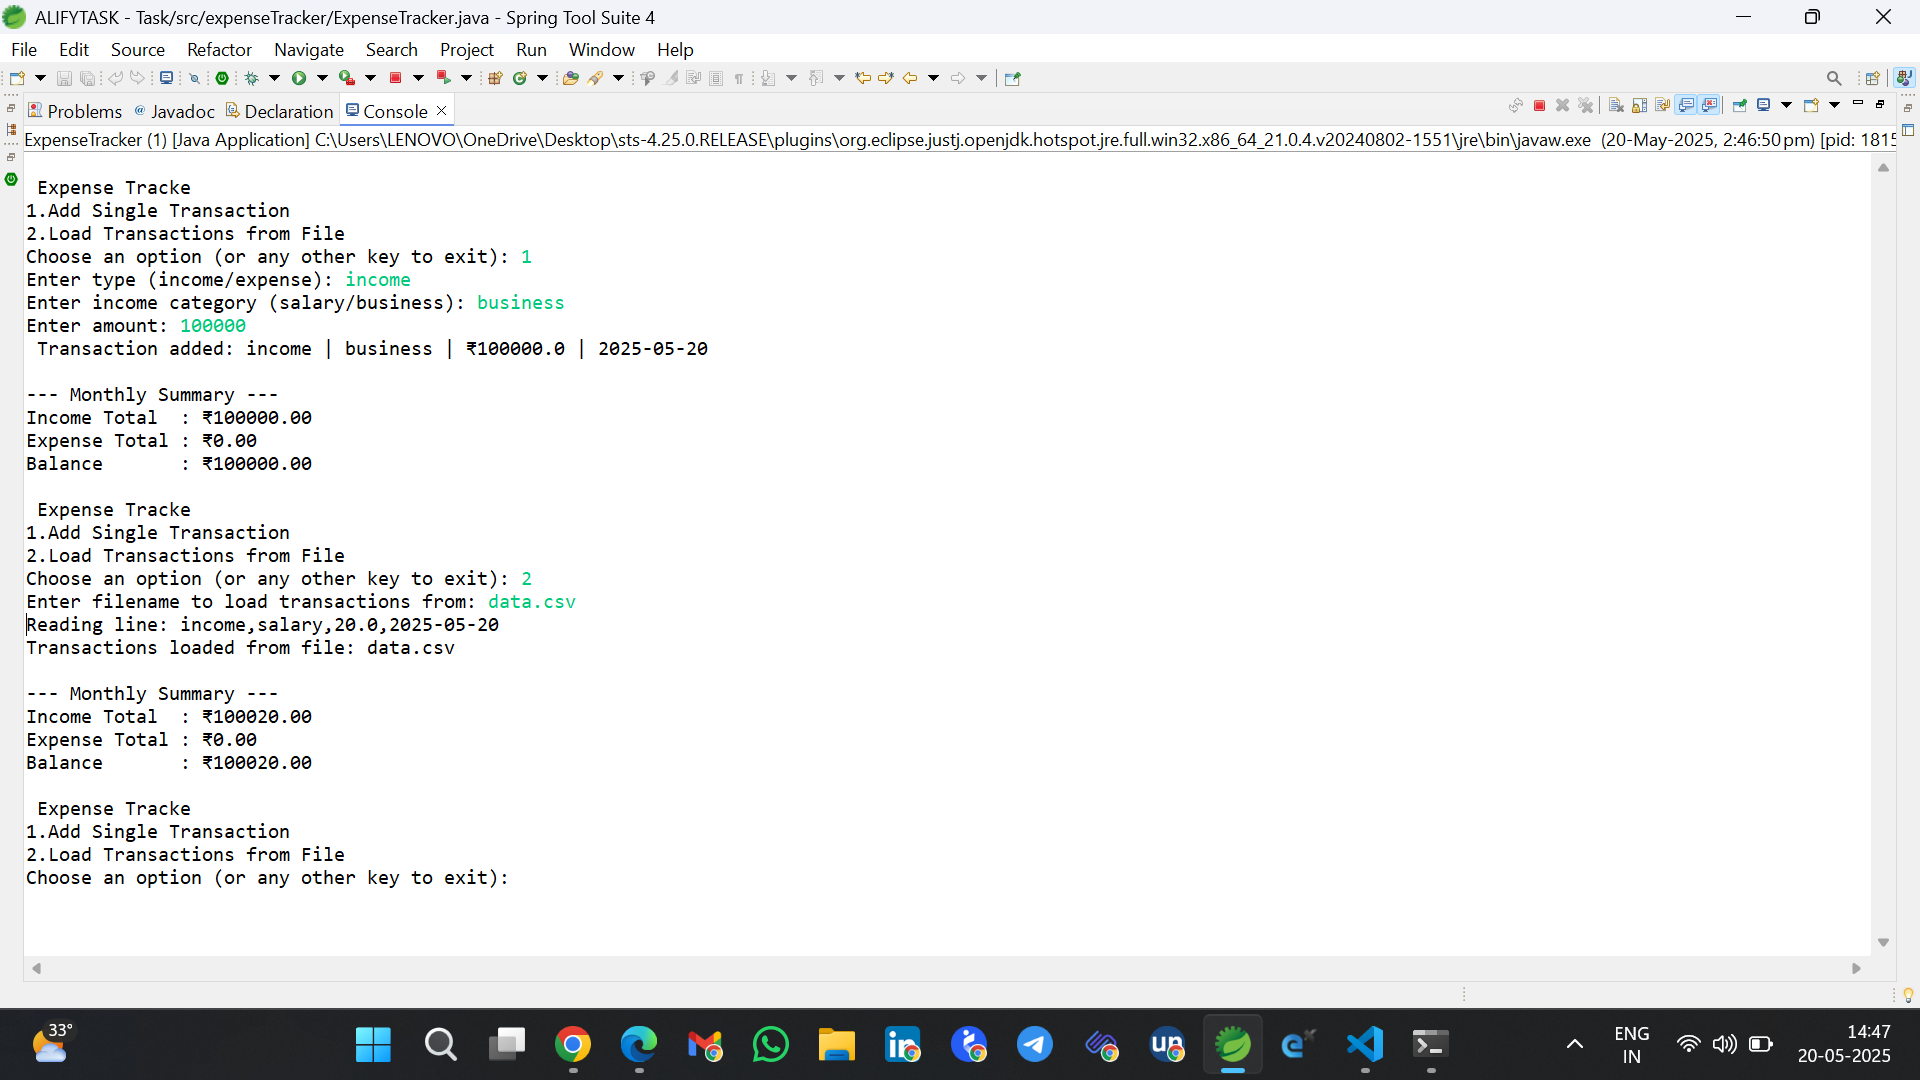 ALIFYTASK - Task/src/expenseTracker/ExpenseTracker.java - Spring Tool Suite 4
File Edit Source Refactor Navigate Search Project Run Window Help
Problems @ Javadoc Declaration Console
ExpenseTracker (1) [Java Application] C:\Users\LENOVO\OneDrive\Desktop\sts-4.25.0.RELEASE\plugins\org.eclipse.justj.openjdk.hotspot.jre.full.win32.x86_64_21.0.4.v20240802-1551\jre\bin\javaw.exe (20-May-2025, 2:46:50 pm) [pid: 1815
Expense Tracke
1.Add Single Transaction
2.Load Transactions from File
Choose an option (or any other key to exit): 1
Enter type (income/expense): income
Enter income category (salary/business): business
Enter amount: 100000
Transaction added: income | business | ₹100000.0 | 2025-05-20
--- Monthly Summary ---
Income Total : ₹100000.00
Expense Total : ₹0.00
Balance : ₹100000.00
Expense Tracke
1.Add Single Transaction
2.Load Transactions from File
Choose an option (or any other key to exit): 2
Enter filename to load transactions from: data.csv
Reading line: income,salary,20.0,2025-05-20
Transactions loaded from file: data.csv
--- Monthly Summary ---
Income Total : ₹100020.00
Expense Total : ₹0.00
Balance : ₹100020.00
Expense Tracke
1.Add Single Transaction
2.Load Transactions from File
Choose an option (or any other key to exit):
33°
ENG
IN
14:47
20-05-2025